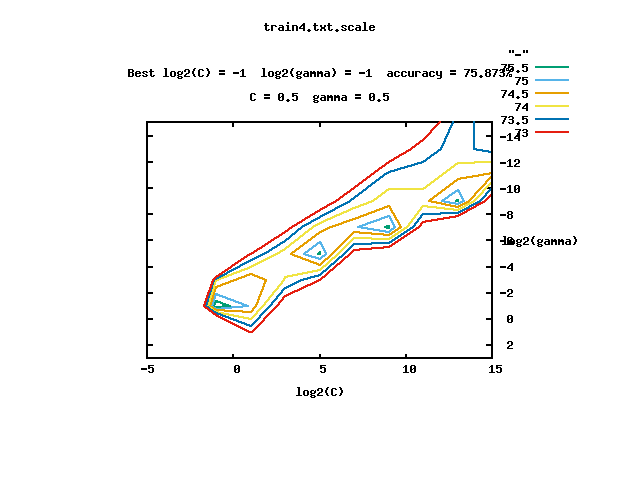 train4.txt.scale
"-"
Best log2(C) = -1  log2(gamma) = -1  accuracy = 75.873%
75.5
75
C = 0.5  gamma = 0.5
74.5
74
73.5
73
-14
-12
-10
-8
-6
log2(gamma)
-4
-2
0
2
-5 0 5 10 15
log2(C)